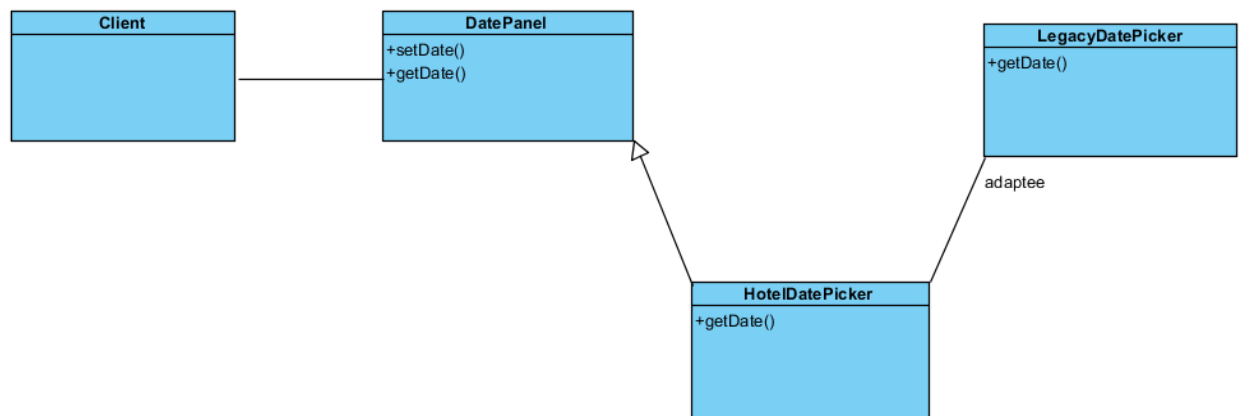 Client
DatePanel
+setDate()
+getDate()
LegacyDatePicker
+getDate()
adaptee
HotelDatePicker
+getDate()